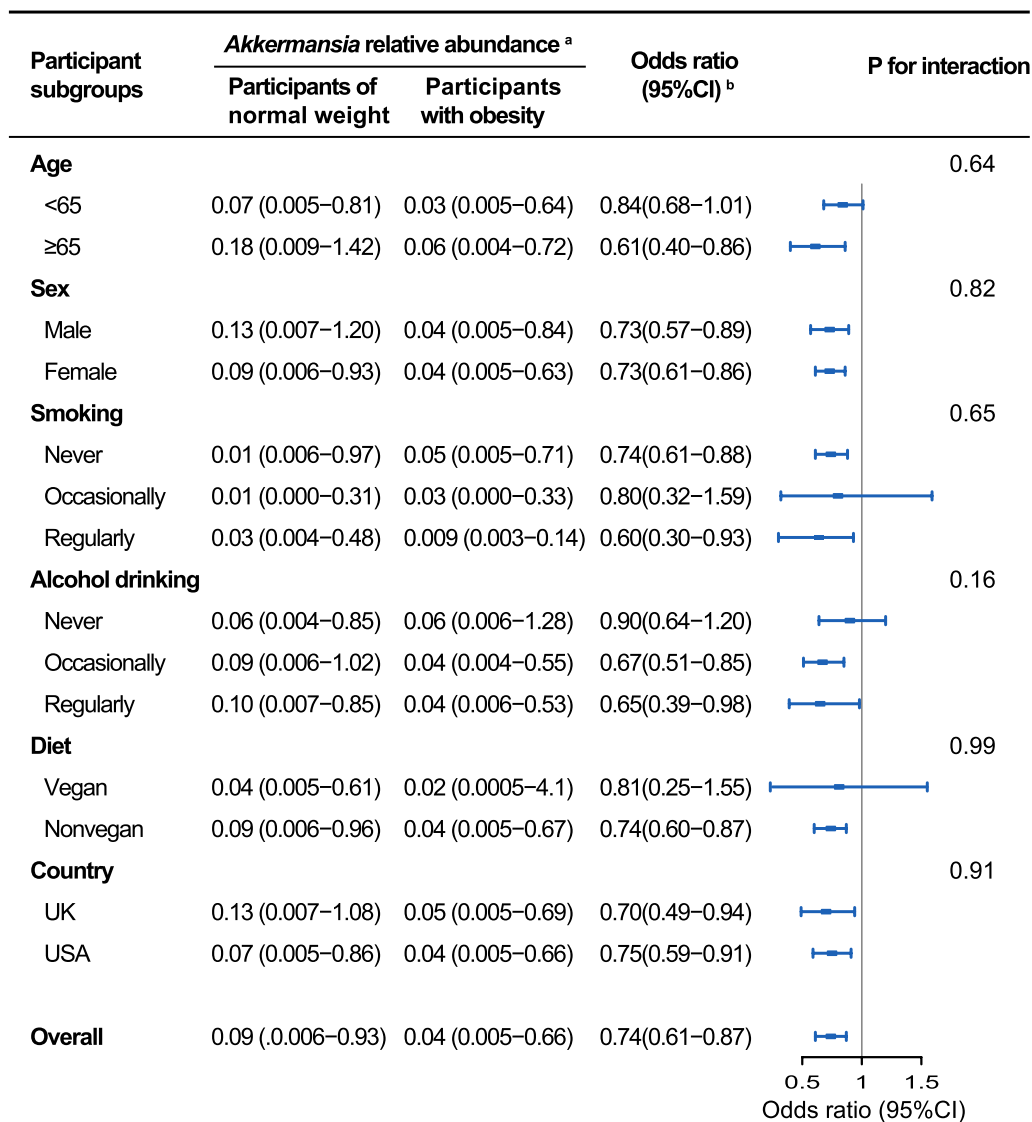 Participant subgroups
Akkermansia relative abundance a
Participants of normal weight
Participants with obesity
Odds ratio (95%CI) b
P for interaction
Age 0.64
<65 0.07 (0.005−0.81) 0.03 (0.005−0.64) 0.84(0.68−1.01)
≥65 0.18 (0.009−1.42) 0.06 (0.004−0.72) 0.61(0.40−0.86)
Sex 0.82
Male 0.13 (0.007−1.20) 0.04 (0.005−0.84) 0.73(0.57−0.89)
Female 0.09 (0.006−0.93) 0.04 (0.005−0.63) 0.73(0.61−0.86)
Smoking 0.65
Never 0.01 (0.006−0.97) 0.05 (0.005−0.71) 0.74(0.61−0.88)
Occasionally 0.01 (0.000−0.31) 0.03 (0.000−0.33) 0.80(0.32−1.59)
Regularly 0.03 (0.004−0.48) 0.009 (0.003−0.14) 0.60(0.30−0.93)
Alcohol drinking 0.16
Never 0.06 (0.004−0.85) 0.06 (0.006−1.28) 0.90(0.64−1.20)
Occasionally 0.09 (0.006−1.02) 0.04 (0.004−0.55) 0.67(0.51−0.85)
Regularly 0.10 (0.007−0.85) 0.04 (0.006−0.53) 0.65(0.39−0.98)
Diet 0.99
Vegan 0.04 (0.005−0.61) 0.02 (0.0005−4.1) 0.81(0.25−1.55)
Nonvegan 0.09 (0.006−0.96) 0.04 (0.005−0.67) 0.74(0.60−0.87)
Country 0.91
UK 0.13 (0.007−1.08) 0.05 (0.005−0.69) 0.70(0.49−0.94)
USA 0.07 (0.005−0.86) 0.04 (0.005−0.66) 0.75(0.59−0.91)
Overall 0.09 (.0.006−0.93) 0.04 (0.005−0.66) 0.74(0.61−0.87)
0.5 1 1.5
Odds ratio (95%CI)